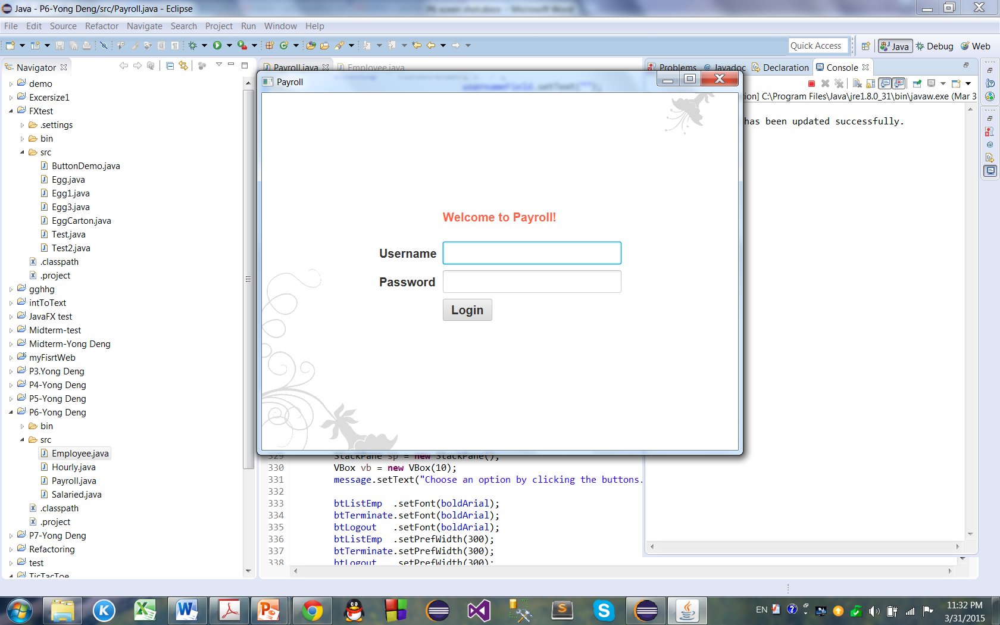 Java - P6-Yong Deng/src/Payroll.java - Eclipse
File Edit Source Refactor Navigate Search Project Run Window Help
Quick Access
Java
Debug
Web
Navigator
demo
Excersize1
FXtest
.settings
bin
src
ButtonDemo.java
Egg.java
Egg1.java
Egg3.java
EggCarton.java
Test.java
Test2.java
.classpath
.project
gghhg
intToText
JavaFX test
Midterm-test
Midterm-Yong Deng
myFisrtWeb
P3.Yong Deng
P4-Yong Deng
P5-Yong Deng
P6-Yong Deng
bin
src
Employee.java
Hourly.java
Payroll.java
Salaried.java
.classpath
.project
P7-Yong Deng
Refactoring
test
TicTacToe
Payroll.java
Employee.java
Payroll
usernameField.setText("");
Welcome to Payroll!
Username
Password
Login
329 StackPane sp = new StackPane();
330 VBox vb = new VBox(10);
331 message.setText("Choose an option by clicking the buttons.
332
333 btListEmp .setFont(boldArial);
334 btTerminate.setFont(boldArial);
335 btLogout .setFont(boldArial);
336 btListEmp .setPrefWidth(300);
337 btTerminate.setPrefWidth(300);
338 btLogout .setPrefWidth(300);
Problems
@ Javadoc
Declaration
Console
tion] C:\Program Files\Java\jre1.8.0_31\bin\javaw.exe (Mar 3
has been updated successfully.
EN
11:32 PM
3/31/2015